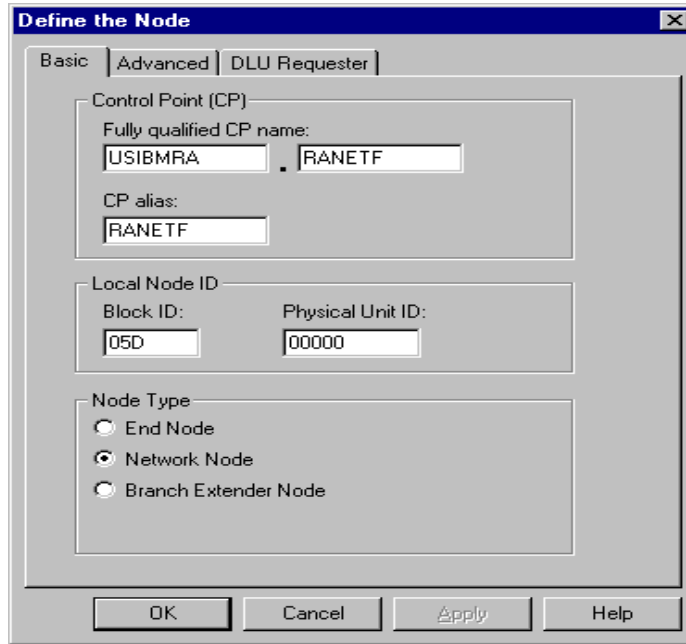 Define the Node
Basic Advanced DLU Requester
Control Point (CP)
Fully qualified CP name:
USIBMRA . RANETF
CP alias:
RANETF
Local Node ID
Block ID: Physical Unit ID:
05D 00000
Node Type
End Node
Network Node
Branch Extender Node
OK Cancel Apply Help